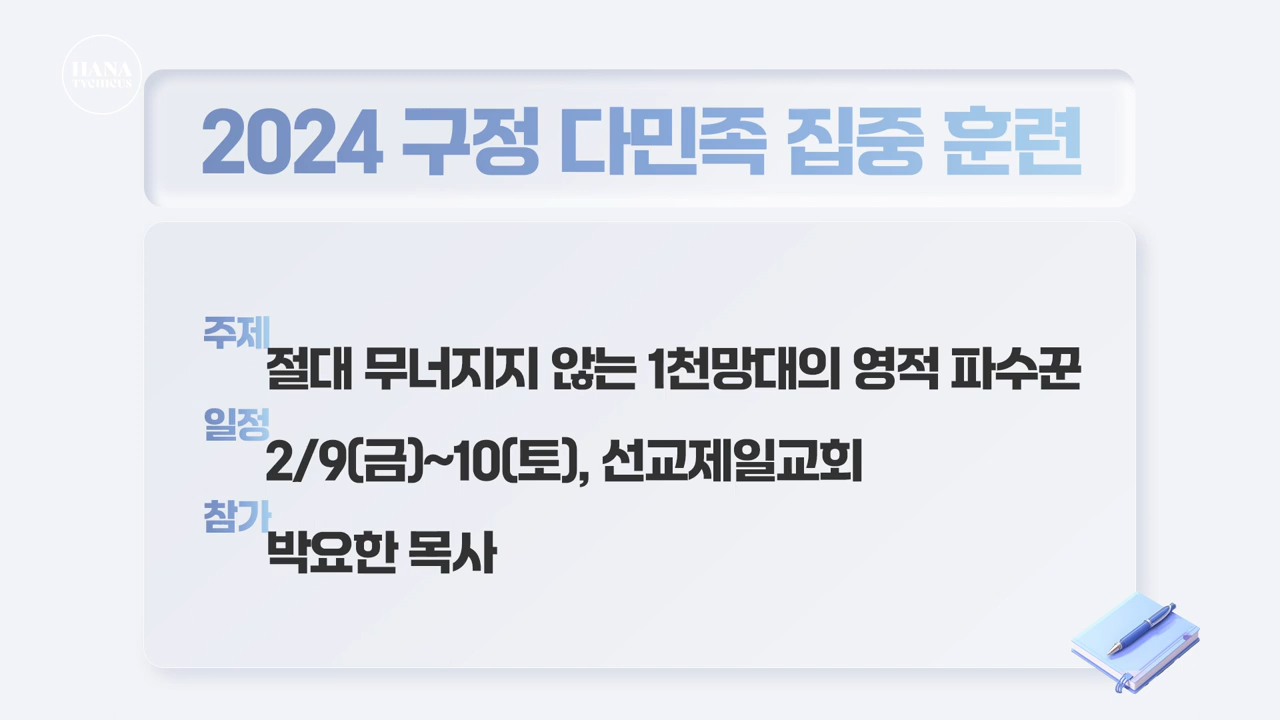 HANA
TYCHICUS
2024 구정 다민족 집중 훈련
주제
절대 무너지지 않는 1천망대의 영적 파수꾼
일정
2/9(금)~10(토), 선교제일교회
참가
박요한 목사